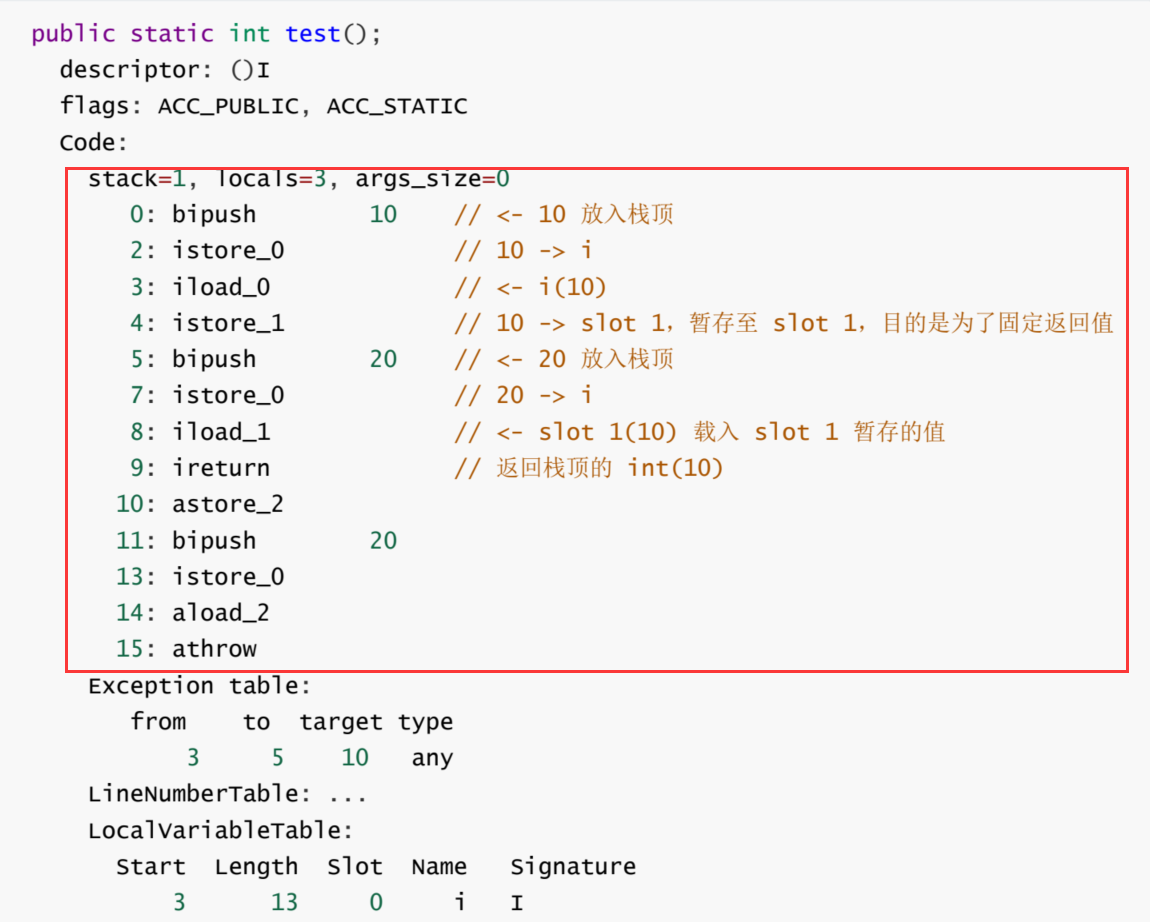 public static int test();
descriptor: ()I
flags: ACC_PUBLIC, ACC_STATIC
Code:
stack=1, locals=3, args_size=0
0: bipush 10 // <- 10 放入栈顶
2: istore_0 // 10 -> i
3: iload_0 // <- i(10)
4: istore_1 // 10 -> slot 1，暂存至 slot 1，目的是为了固定返回值
5: bipush 20 // <- 20 放入栈顶
7: istore_0 // 20 -> i
8: iload_1 // <- slot 1(10) 载入 slot 1 暂存的值
9: ireturn // 返回栈顶的 int(10)
10: astore_2
11: bipush 20
13: istore_0
14: aload_2
15: athrow
Exception table:
from to target type
3 5 10 any
LineNumberTable: ...
LocalVariableTable:
Start Length Slot Name Signature
3 13 0 i I